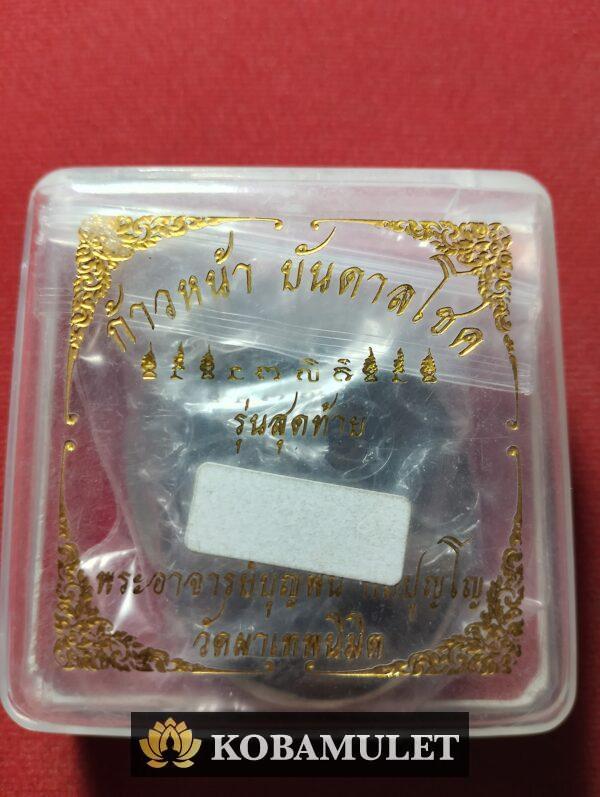 ก้าวหน้า บันดาลโชค
รุ่นสุดท้าย
พระอาจารย์บุญพิน
วัดผาเทพนิมิต
KOBAMULET